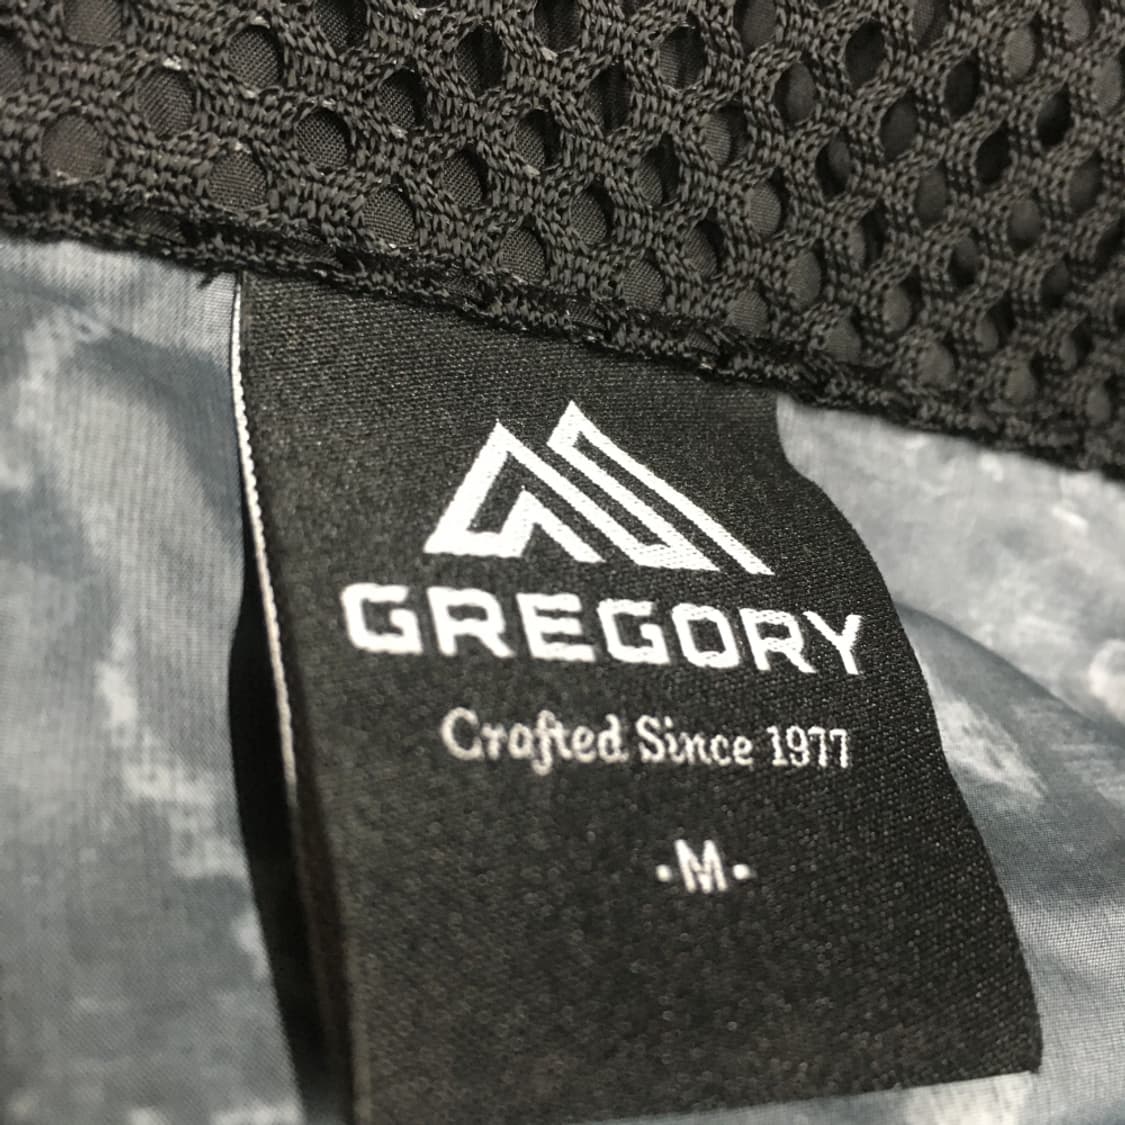 GREGORY
Crafted Since 1977
·M·